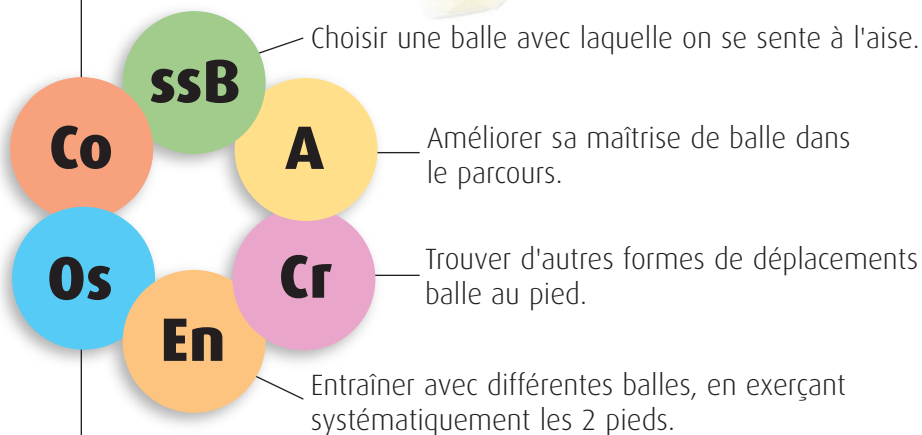 ssB
Choisir une balle avec laquelle on se sente à l'aise.
Co
A
Améliorer sa maîtrise de balle dans
le parcours.
Os
Cr
Trouver d'autres formes de déplacements
balle au pied.
En
Entraîner avec différentes balles, en exerçant
systématiquement les 2 pieds.